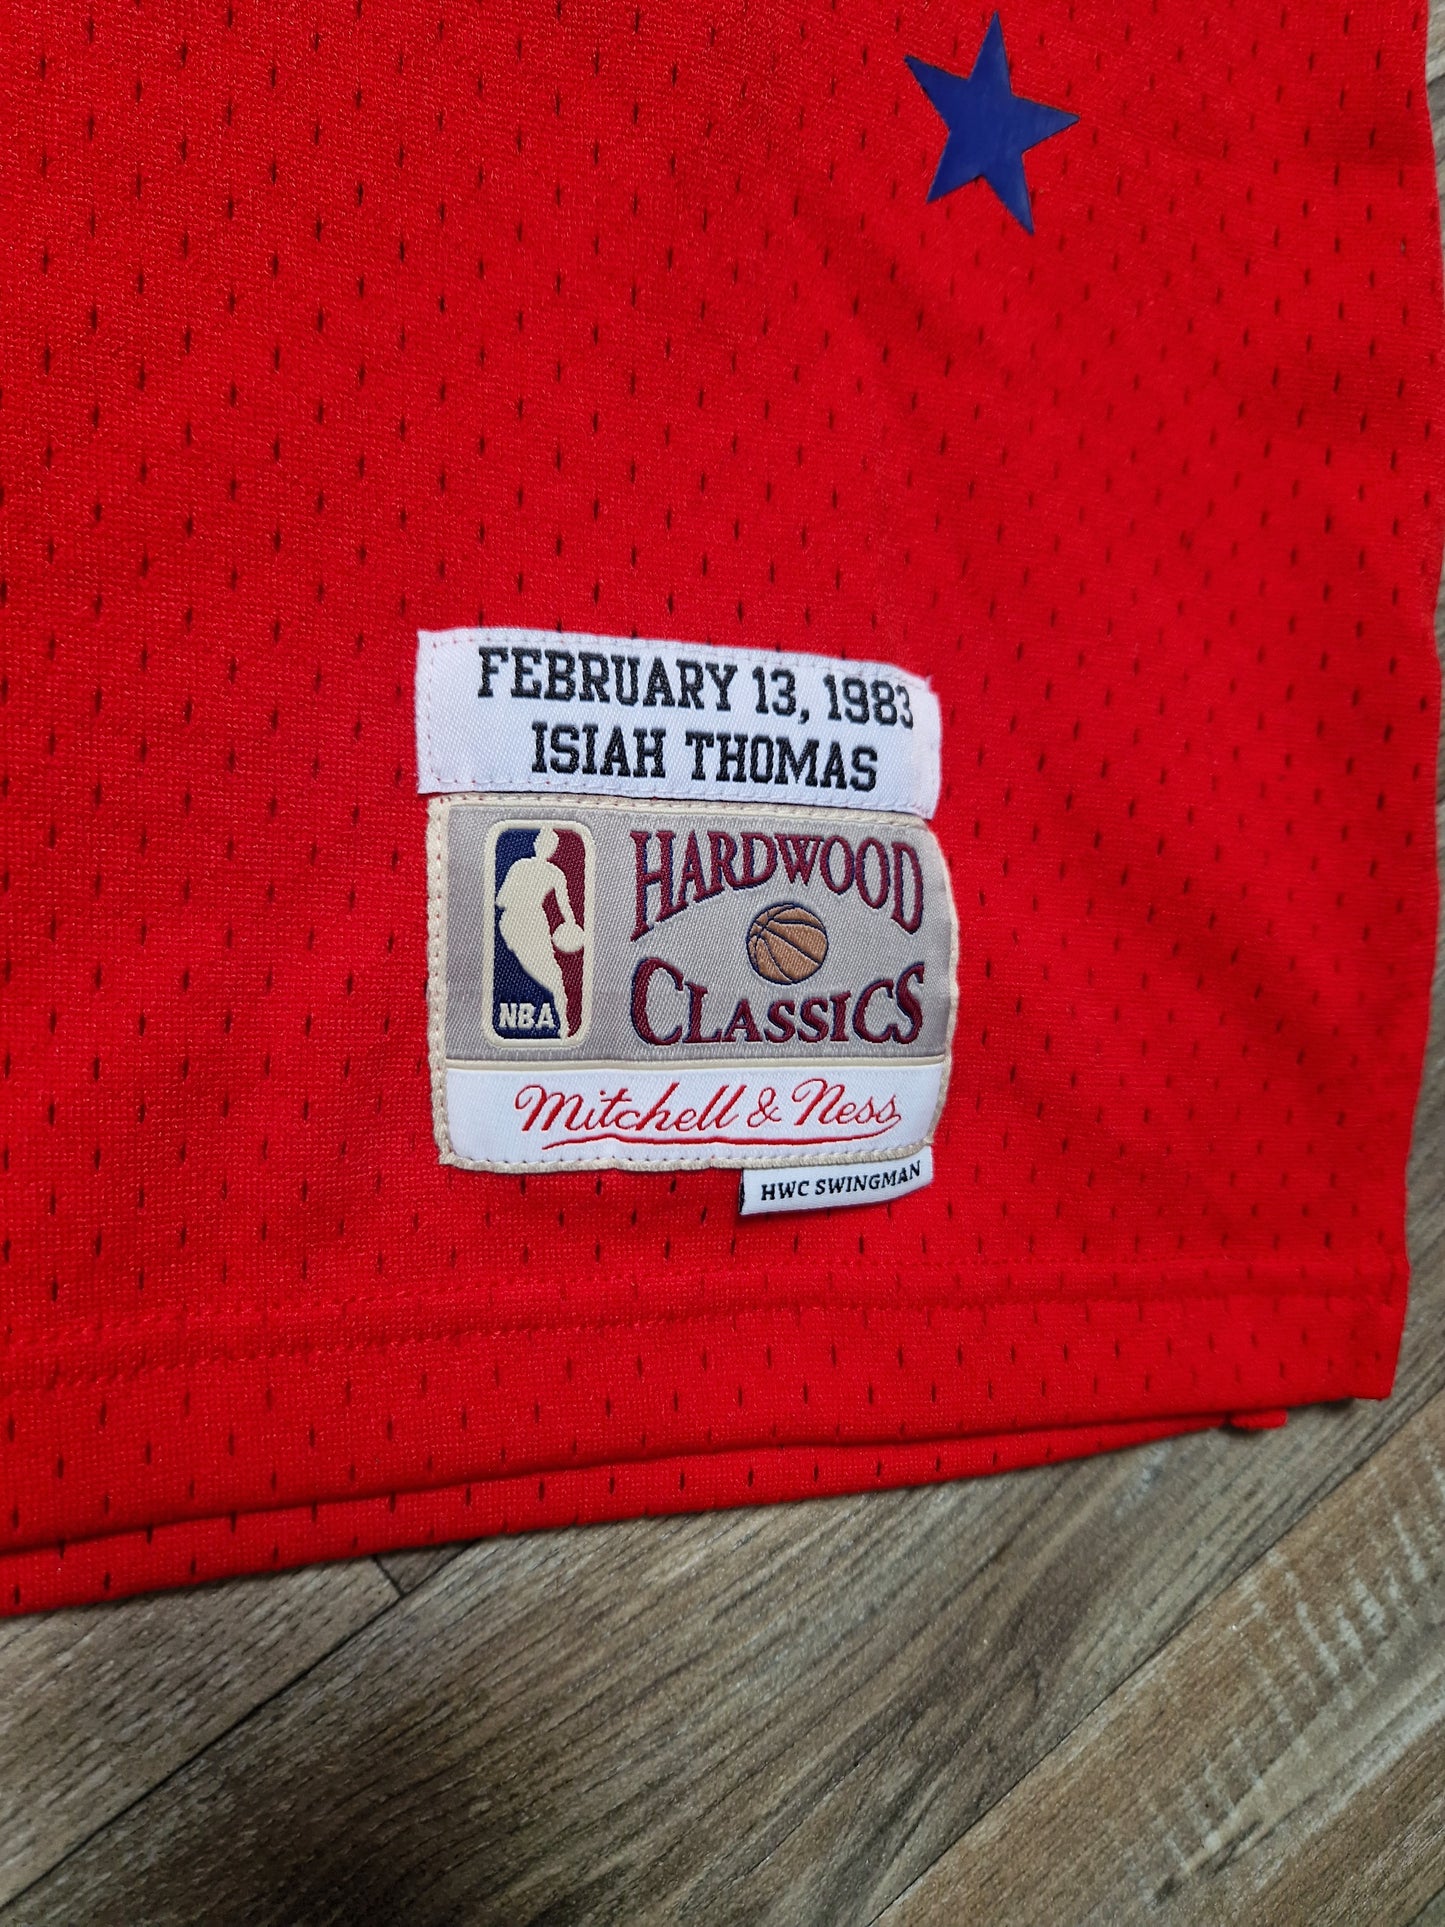 FEBRUARY 13, 1983
ISIAH THOMAS
HARDWOOD
CLASSICS
NBA
Mitchell & Ness
HWC SWINGMAN